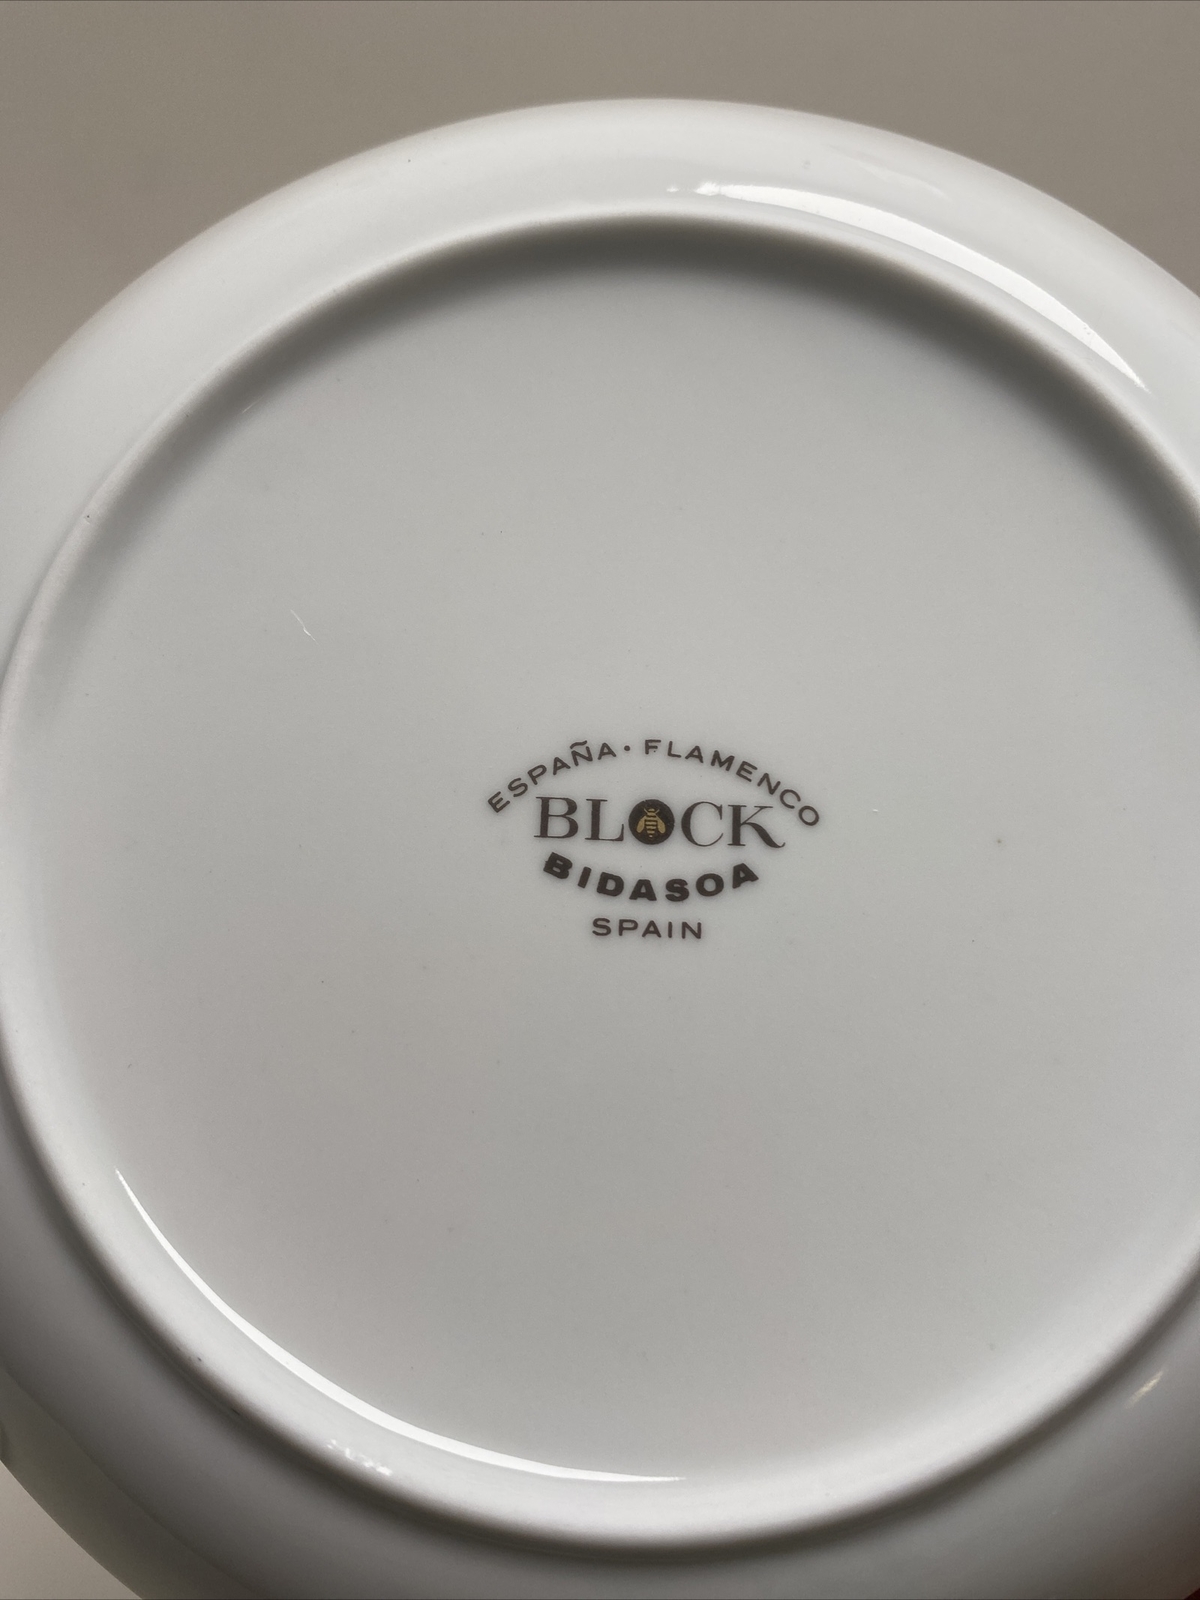 ESPAÑA · FLAMENCO
BLOCK
BIDASOA
SPAIN